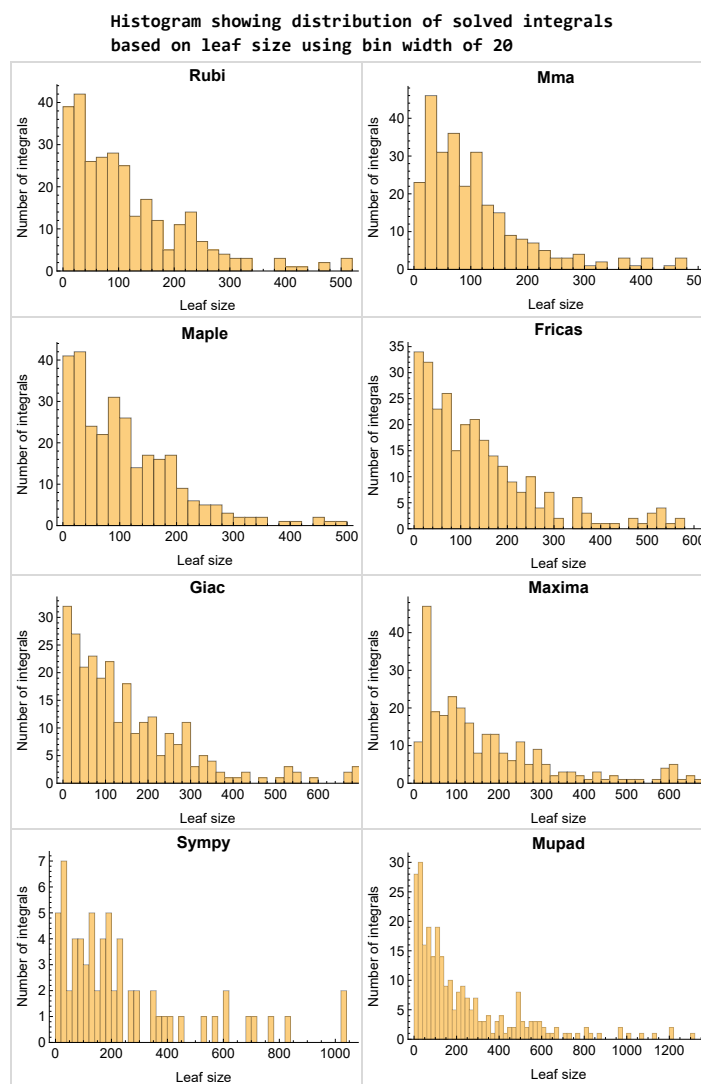 Histogram showing distribution of solved integrals
based on leaf size using bin width of 20
Rubi
Number of integrals
40
30
20
10
0
0 100 200 300 400 500
Leaf size
Mma
Number of integrals
40
30
20
10
0
0 100 200 300 400 500
Leaf size
Maple
Number of integrals
40
30
20
10
0
0 100 200 300 400 500
Leaf size
Fricas
Number of integrals
35
30
25
20
15
10
5
0
0 100 200 300 400 500 600
Leaf size
Giac
Number of integrals
30
25
20
15
10
5
0
0 100 200 300 400 500 600
Leaf size
Maxima
Number of integrals
40
30
20
10
0
0 100 200 300 400 500 600
Leaf size
Sympy
Number of integrals
7
6
5
4
3
2
1
0
0 200 400 600 800 1000
Leaf size
Mupad
Number of integrals
30
25
20
15
10
5
0
0 200 400 600 800 1000 1200
Leaf size